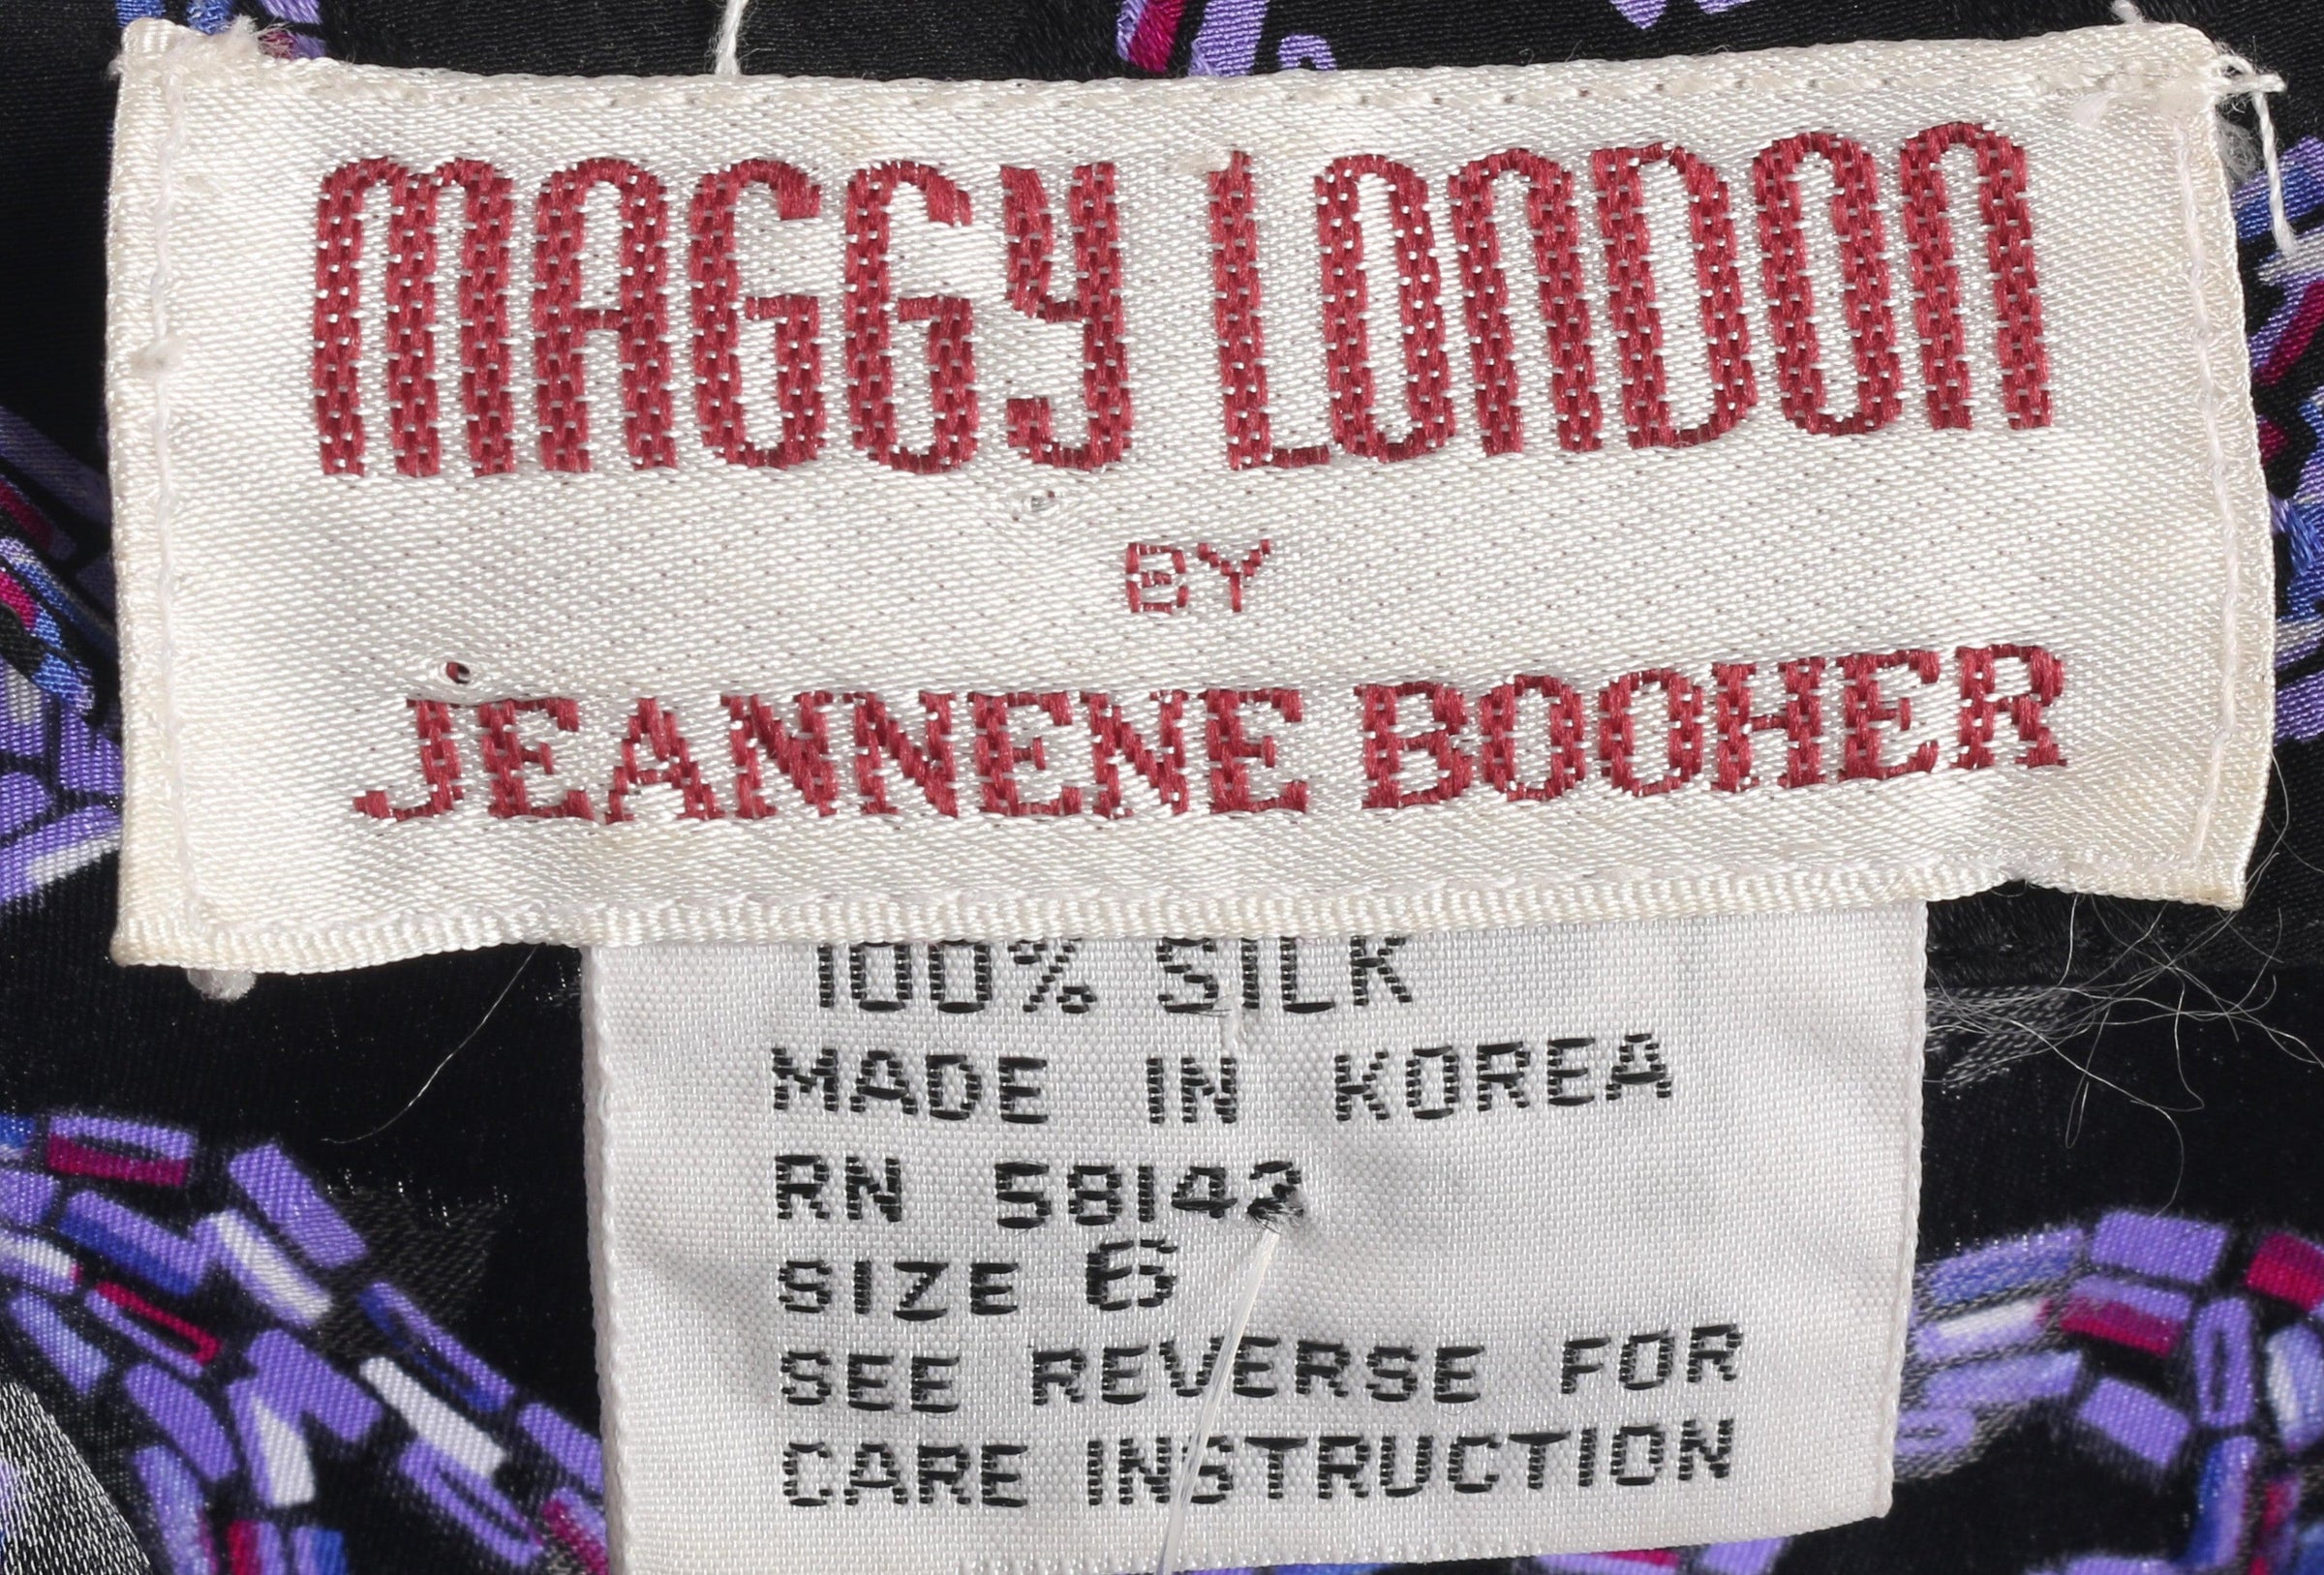 MAGGY LONDON
BY
JEANNENE BOOHER
100% SILK
MADE IN KOREA
RN 58142
SIZE 6
SEE REVERSE FOR
CARE INSTRUCTION